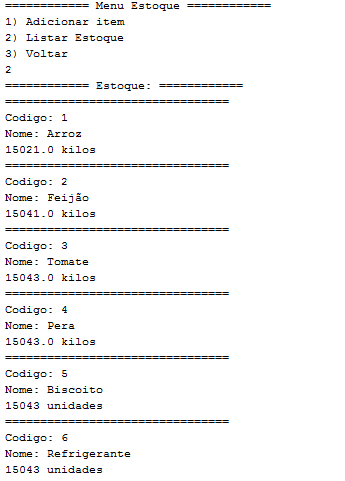 ============ Menu Estoque ============
1) Adicionar item
2) Listar Estoque
3) Voltar
2
============ Estoque: ============
================================
Codigo: 1
Nome: Arroz
15021.0 kilos
================================
Codigo: 2
Nome: Feijão
15041.0 kilos
================================
Codigo: 3
Nome: Tomate
15043.0 kilos
================================
Codigo: 4
Nome: Pera
15043.0 kilos
================================
Codigo: 5
Nome: Biscoito
15043 unidades
================================
Codigo: 6
Nome: Refrigerante
15043 unidades